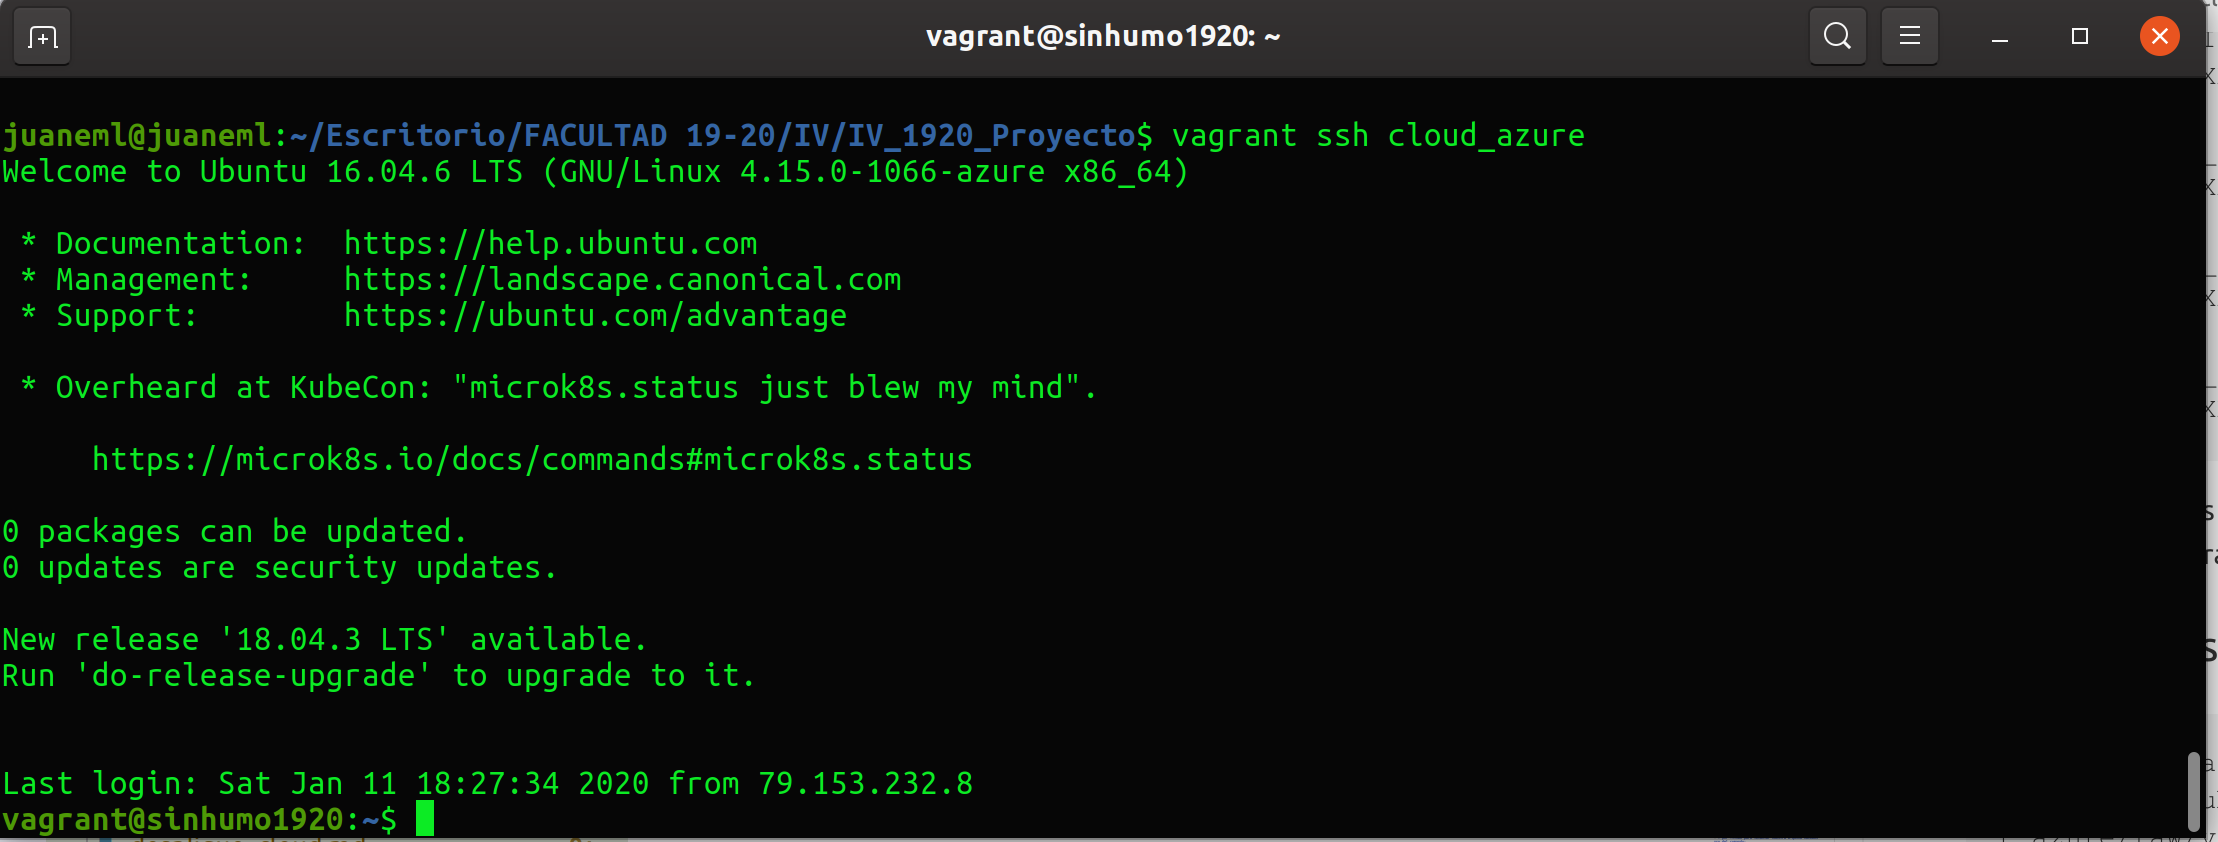 vagrant@sinhumo1920: ~
juaneml@juaneml:~/Escritorio/FACULTAD 19-20/IV/IV_1920_Proyecto$ vagrant ssh cloud_azure
Welcome to Ubuntu 16.04.6 LTS (GNU/Linux 4.15.0-1066-azure x86_64)
* Documentation:  https://help.ubuntu.com
* Management:     https://landscape.canonical.com
* Support:        https://ubuntu.com/advantage
* Overheard at KubeCon: "microk8s.status just blew my mind".
https://microk8s.io/docs/commands#microk8s.status
0 packages can be updated.
0 updates are security updates.
New release '18.04.3 LTS' available.
Run 'do-release-upgrade' to upgrade to it.
Last login: Sat Jan 11 18:27:34 2020 from 79.153.232.8
vagrant@sinhumo1920:~$